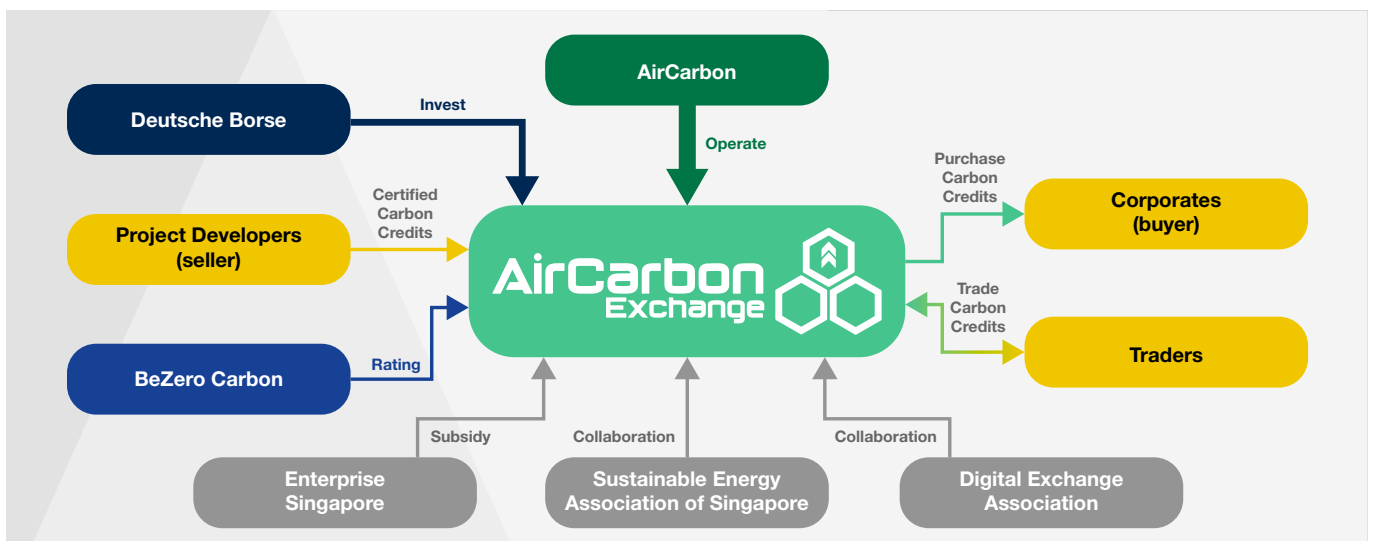 AirCarbon
Deutsche Borse
Invest
Operate
Project Developers
(seller)
Certified
Carbon
Credits
BeZero Carbon
Rating
AirCarbon
Exchange
Purchase
Carbon
Credits
Corporates
(buyer)
Trade
Carbon
Credits
Traders
Subsidy
Collaboration
Collaboration
Enterprise
Singapore
Sustainable Energy
Association of Singapore
Digital Exchange
Association